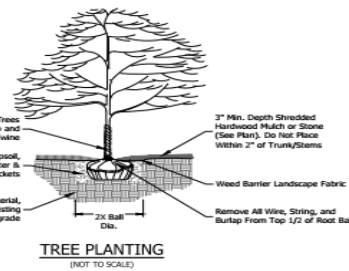 Trees
and
wine
3" Min. Depth Shredded
Hardwood Mulch or Stone
(See Plan). Do Not Place
Within 2" of Trunk/Stems
psoil,
ter &
ckets
Weed Barrier Landscape Fabric
erial,
isting
grade
2X Ball
Dia.
Remove All Wire, String, and
Burlap From Top 1/2 of Root Ba
TREE PLANTING
(NOT TO SCALE)